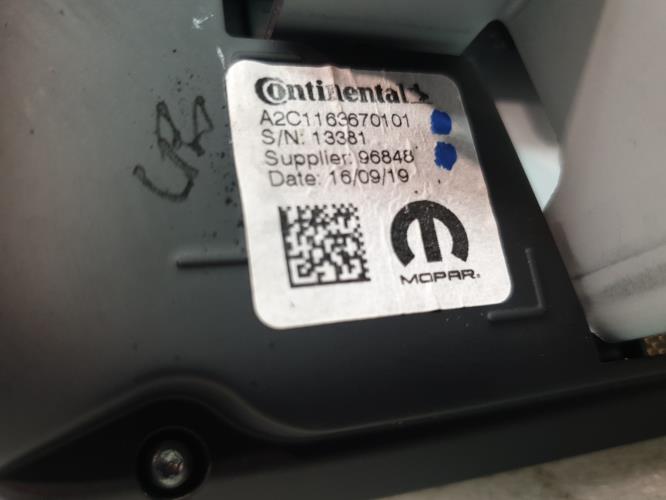 Continental
A2C1163670101
S/N: 13381
Supplier: 96848
Date: 16/09/19
MOPAR®